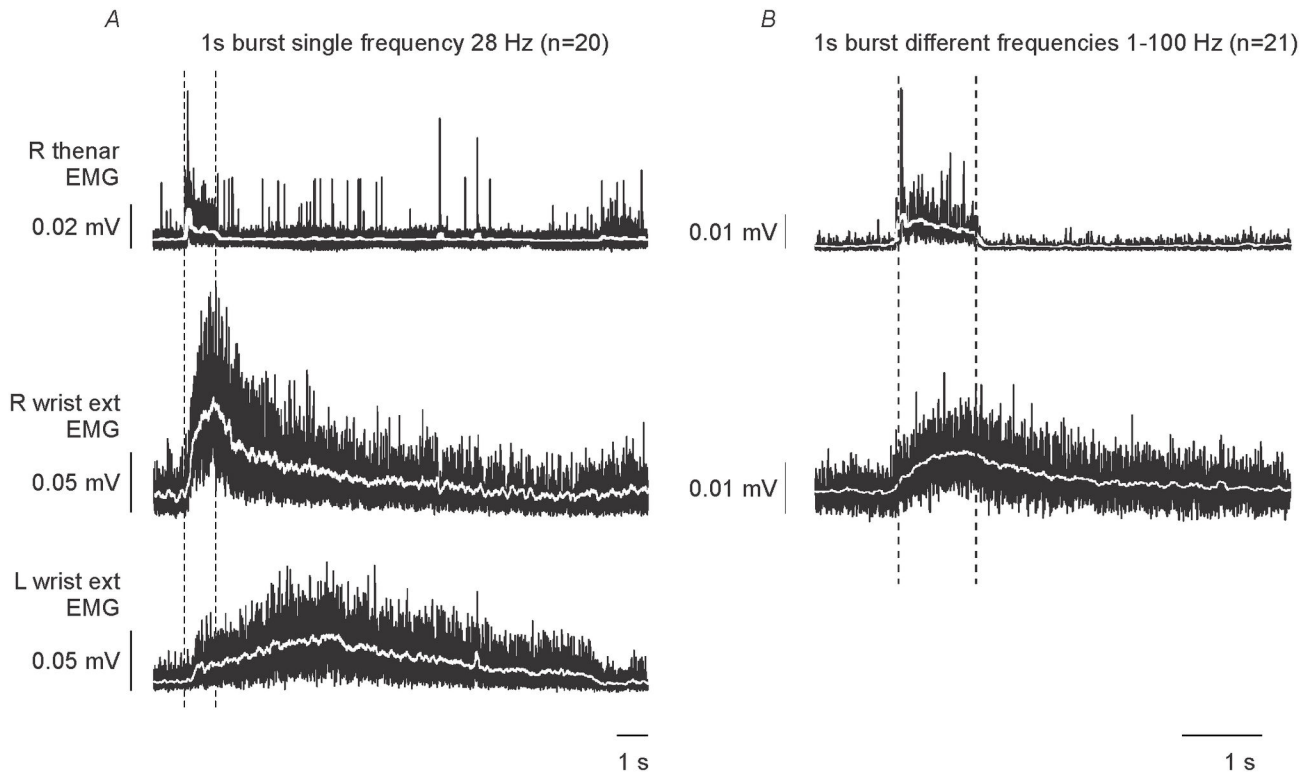 A
1s burst single frequency 28 Hz (n=20)
R thenar
EMG
0.02 mV
R wrist ext
EMG
0.05 mV
L wrist ext
EMG
0.05 mV
1 s
B
1s burst different frequencies 1-100 Hz (n=21)
0.01 mV
0.01 mV
1 s